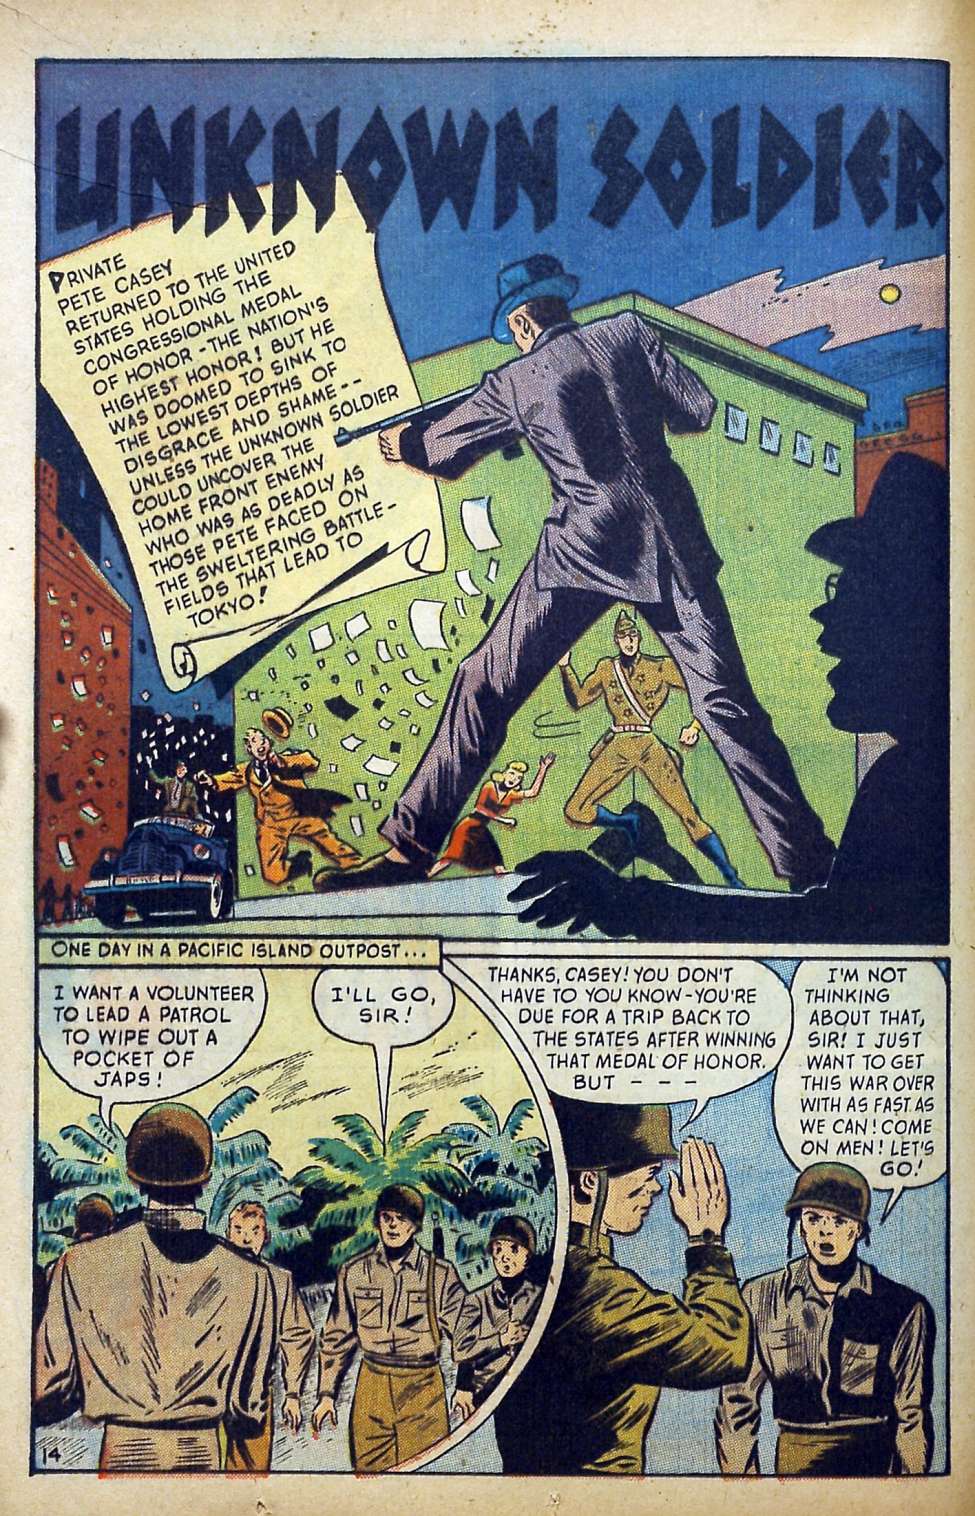 UNKNOWN SOLDIER
PRIVATE
PETE CASEY
RETURNED TO THE UNITED
STATES HOLDING THE
CONGRESSIONAL MEDAL
OF HONOR - THE NATION'S
HIGHEST HONOR! BUT HE
WAS DOOMED TO SINK TO
THE LOWEST DEPTHS OF
DISGRACE AND SHAME--
UNLESS THE UNKNOWN SOLDIER
COULD UNCOVER THE
HOME FRONT ENEMY
WHO WAS AS DEADLY AS
THOSE PETE FACED ON
THE SWELTERING BATTLE-
FIELDS THAT LEAD TO
TOKYO!
ONE DAY IN A PACIFIC ISLAND OUTPOST...
I WANT A VOLUNTEER
TO LEAD A PATROL
TO WIPE OUT A
POCKET OF
JAPS!
I'LL GO,
SIR!
THANKS, CASEY! YOU DON'T
HAVE TO YOU KNOW-YOU'RE
DUE FOR A TRIP BACK TO
THE STATES AFTER WINNING
THAT MEDAL OF HONOR.
BUT - - -
I'M NOT
THINKING
ABOUT THAT,
SIR! I JUST
WANT TO GET
THIS WAR OVER
WITH AS FAST AS
WE CAN! COME
ON MEN! LET'S
GO!
14